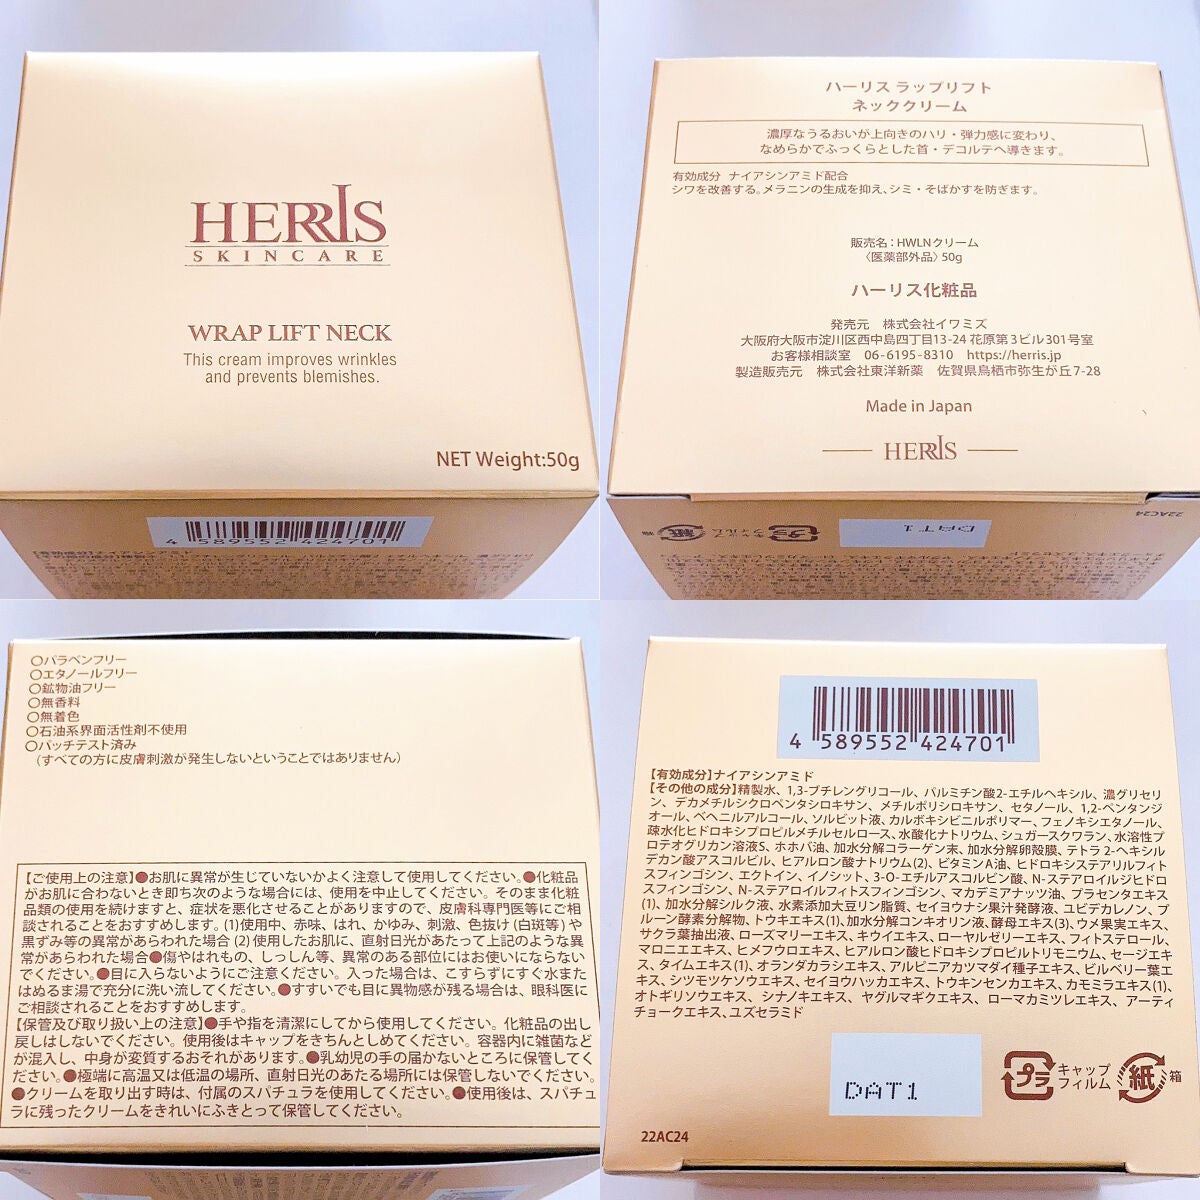 HERRIS
SKINCARE
WRAP LIFT NECK
This cream improves wrinkles
and prevents blemishes.
NET Weight:50g
4 589552 424701
ハーリス ラップリフト
ネッククリーム
濃厚なうるおいが上向きのハリ・弾力感に変わり、
なめらかでふっくらとした首・デコルテへ導きます。
有効成分 ナイアシンアミド配合
シワを改善する。メラニンの生成を抑え、シミ・そばかすを防ぎます。
販売名：HWLNクリーム
〈医薬部外品〉50g
ハーリス化粧品
発売元 株式会社イワミズ
大阪府大阪市淀川区西中島四丁目13-24 花原第3ビル301号室
お客様相談室 06-6195-8310 https://herris.jp
製造販売元 株式会社東洋新薬 佐賀県鳥栖市弥生が丘7-28
Made in Japan
HERRIS
22AC24
DAT1
キャップ
フィルム
プラ
紙
箱
○パラベンフリー
○エタノールフリー
○鉱物油フリー
○無香料
○無着色
○石油系界面活性剤不使用
○パッチテスト済み
(すべての方に皮膚刺激が発生しないということではありません)
【ご使用上の注意】●お肌に異常が生じていないかよく注意して使用してください。●化粧品
がお肌に合わないとき即ち次のような場合には、使用を中止してください。そのまま化粧
品類の使用を続けますと、症状を悪化させることがありますので、皮膚科専門医等にご相
談されることをおすすめします。(1)使用中、赤味、はれ、かゆみ、刺激、色抜け(白斑等)や
黒ずみ等の異常があらわれた場合(2)使用したお肌に、直射日光があたって上記のような異
常があらわれた場合●傷やはれもの、しっしん等、異常のある部位にはお使いにならない
でください。●目に入らないようにご注意ください。入った場合は、こすらずにすぐ水また
はぬるま湯で充分に洗い流してください。●すすいでも目に異物感が残る場合は、眼科医に
ご相談されることをおすすめします。
【保管及び取り扱い上の注意】●手や指を清潔にしてから使用してください。化粧品の出し
戻しはしないでください。使用後はキャップをきちんとしめてください。容器内に雑菌など
が混入し、中身が変質するおそれがあります。●乳幼児の手の届かないところに保管してくだ
さい。●極端に高温又は低温の場所、直射日光のあたる場所には保管しないでください。
●クリームを取り出す時は、付属のスパチュラを使用してください。●使用後は、スパチュ
ラに残ったクリームをきれいにふきとって保管してください。
4 589552 424701
【有効成分】ナイアシンアミド
【その他の成分】精製水、1,3-ブチレングリコール、パルミチン酸2-エチルヘキシル、濃グリセリ
ン、デカメチルシクロペンタシロキサン、メチルポリシロキサン、セタノール、1,2-ペンタンジ
オール、ベヘニルアルコール、ソルビット液、カルボキシビニルポリマー、フェノキシエタノール、
疎水化ヒドロキシプロピルメチルセルロース、水酸化ナトリウム、シュガースクワラン、水溶性プ
ロテオグリカン溶液S、ホホバ油、加水分解コラーゲン末、加水分解卵殻膜、テトラ2-ヘキシル
デカン酸アスコルビル、ヒアルロン酸ナトリウム(2)、ビタミンA油、ヒドロキシステアリルフィト
スフィンゴシン、エクトイン、イノシット、3-O-エチルアスコルビン酸、N-ステアロイルジヒドロ
スフィンゴシン、N-ステアロイルフィトスフィンゴシン、マカデミアナッツ油、プラセンタエキス
(1)、加水分解シルク液、水素添加大豆リン脂質、セイヨウナシ果汁発酵液、ユビデカレノン、プ
ルーン酵素分解物、トウキエキス(1)、加水分解コンキオリン液、酵母エキス(3)、ウメ果実エキス、
サクラ葉抽出液、ローズマリーエキス、キウイエキス、ローヤルゼリーエキス、フィトステロール、
マロニエエキス、ヒメフウロエキス、ヒアルロン酸ヒドロキシプロピルトリモニウム、セージエキ
ス、タイムエキス(1)、オランダカラシエキス、アルピニアカツマダイ種子エキス、ビルベリー葉エ
キス、シツモツケソウエキス、セイヨウハッカエキス、トウキンセンカエキス、カモミラエキス(1)、
オトギリソウエキス、シナノキエキス、ヤグルマギクエキス、ローマカミツレエキス、アーティ
チョークエキス、ユズセラミド
DAT1
プラ
キャップ
フィルム
紙
箱
22AC24